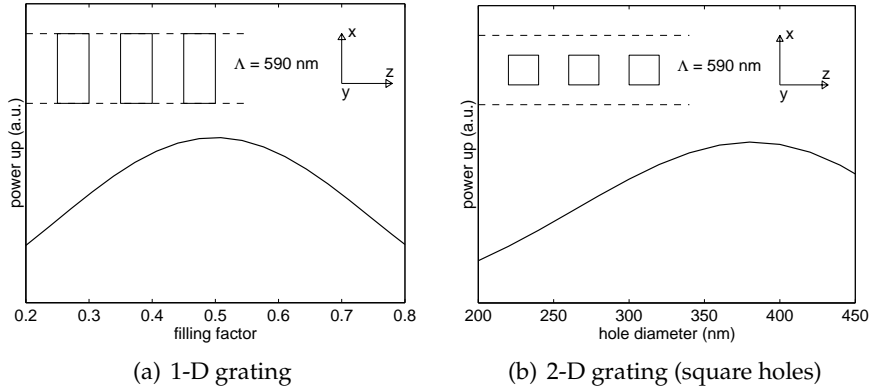 power up (a.u.)
x
Λ = 590 nm
z
y
0.2 0.3 0.4 0.5 0.6 0.7 0.8
filling factor
(a) 1-D grating
power up (a.u.)
x
Λ = 590 nm
z
y
200 250 300 350 400 450
hole diameter (nm)
(b) 2-D grating (square holes)